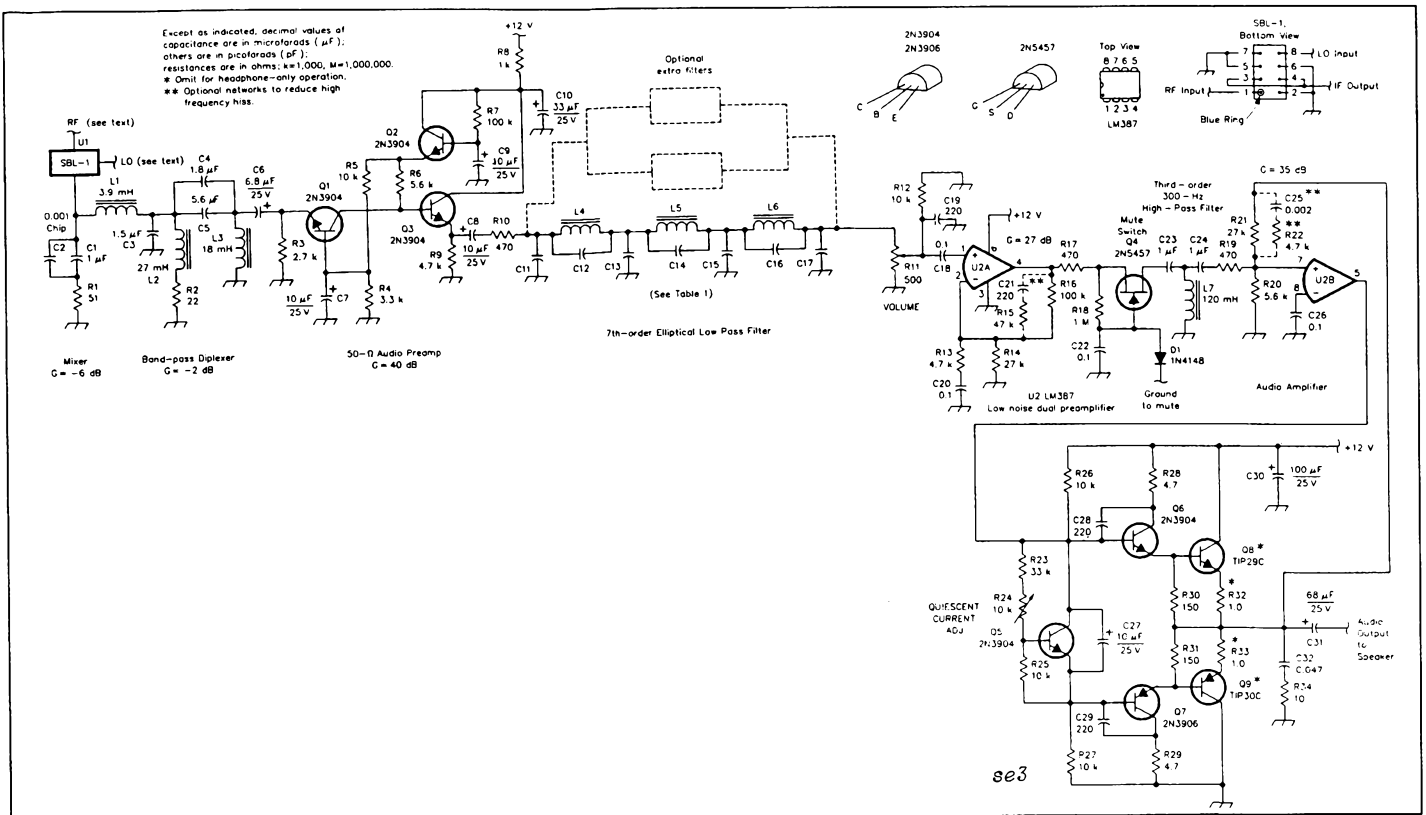 Except as indicated, decimal values of
capacitance are in microfarads ( µF );
others are in picofarads ( pF );
resistances are in ohms; k=1,000, M=1,000,000.
* Omit for headphone-only operation.
** Optional networks to reduce high
frequency hiss.
RF (see text)
U1
SBL-1
LO (see text)
L1
3.9 mH
0.001
Chip
C2
C1
1 µF
R1
51
1.5 µF
C3
C4
1.8 µF
5.6 µF
C5
27 mH
L2
R2
22
L3
18 mH
C6
6.8 µF
25 V
R3
2.7 k
Q1
2N3904
10 µF
25 V
C7
R4
3.3 k
R5
10 k
Q2
2N3904
R6
5.6 k
R7
100 k
C9
10 µF
25 V
+12 V
R8
1 k
C10
33 µF
25 V
Q3
2N3904
R9
4.7 k
C8
10 µF
25 V
R10
470
Mixer
G = -6 dB
Band-pass Diplexer
G = -2 dB
50-Ω Audio Preamp
G = 40 dB
Optional
extra filters
C11
L4
C12
C13
L5
C14
C15
L6
C16
C17
(See Table 1)
7th-order Elliptical Low Pass Filter
2N3904
2N3906
C
B
E
2N5457
G
S
D
Top View
8 7 6 5
1 2 3 4
LM387
SBL-1,
Bottom View
7
8
LO Input
5
6
3
4
IF Output
RF Input
1
2
Blue Ring
R12
10 k
C19
220
R11
500
VOLUME
0.1
C18
+12 V
G = 27 dB
1
2
3
4
U2A
+
−
C21
220
**
R15
47 k
R16
100 k
R13
4.7 k
C20
0.1
R14
27 k
U2 LM387
Low noise dual preamplifier
R17
470
R18
1 M
C22
0.1
Third-order
300-Hz
High-Pass Filter
Mute
Switch
Q4
2N5457
D1
1N4148
Ground
to mute
C23
1 µF
C24
1 µF
L7
120 mH
R19
470
G = 35 dB
R21
27 k
C25 **
0.002
**
R22
4.7 k
R20
5.6 k
7
8
5
U2B
+
−
C26
0.1
Audio Amplifier
+12 V
C30
100 µF
25 V
R26
10 k
R28
4.7
C28
220
Q6
2N3904
Q8 *
TIP29C
R23
33 k
R24
10 k
QUIESCENT
CURRENT
ADJ
Q5
2N3904
R25
10 k
C27
10 µF
25 V
R30
150
*
R32
1.0
R31
150
*
R33
1.0
68 µF
25 V
C31
Audio
Output
to
Speaker
C32
0.047
R34
10
Q9 *
TIP30C
Q7
2N3906
C29
220
R27
10 k
R29
4.7
se3